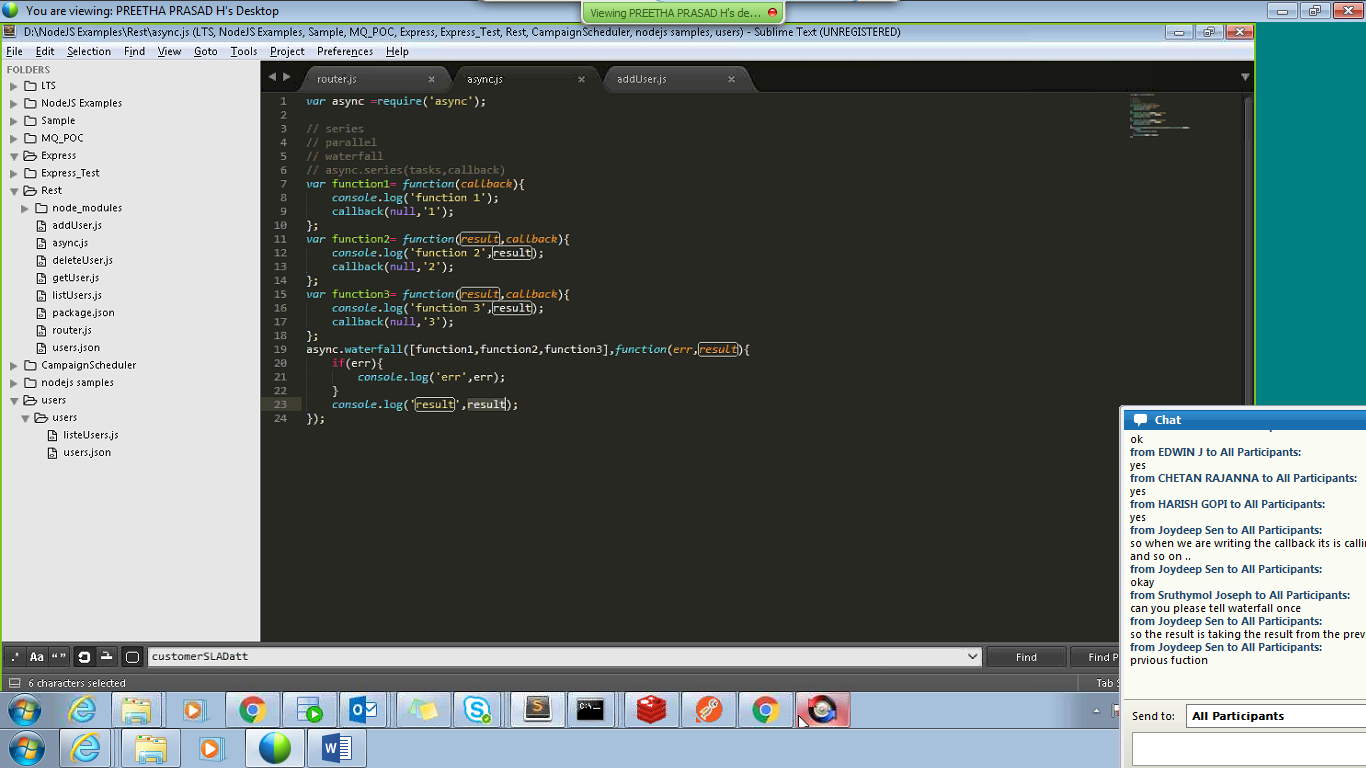 You are viewing: PREETHA PRASAD H's Desktop
Viewing PREETHA PRASAD H's de...
D:\NodeJS Examples\Rest\async.js (LTS, NodeJS Examples, Sample, MQ_POC, Express, Express_Test, Rest, CampaignScheduler, nodejs samples, users) - Sublime Text (UNREGISTERED)
File Edit Selection Find View Goto Tools Project Preferences Help
FOLDERS
LTS
NodeJS Examples
Sample
MQ_POC
Express
Express_Test
Rest
node_modules
addUser.js
async.js
deleteUser.js
getUser.js
listUsers.js
package.json
router.js
users.json
CampaignScheduler
nodejs samples
users
users
listeUsers.js
users.json
router.js async.js addUser.js
1 var async =require('async');
2
3 // series
4 // parallel
5 // waterfall
6 // async.series(tasks,callback)
7 var function1= function(callback){
8 console.log('function 1');
9 callback(null,'1');
10 };
11 var function2= function(result,callback){
12 console.log('function 2',result);
13 callback(null,'2');
14 };
15 var function3= function(result,callback){
16 console.log('function 3',result);
17 callback(null,'3');
18 };
19 async.waterfall([function1,function2,function3],function(err,result){
20 if(err){
21 console.log('err',err);
22 }
23 console.log('result',result);
24 });
Chat
ok
from EDWIN J to All Participants:
yes
from CHETAN RAJANNA to All Participants:
yes
from HARISH GOPI to All Participants:
yes
from Joydeep Sen to All Participants:
so when we are writing the callback its is calli
and so on ..
from Joydeep Sen to All Participants:
okay
from Sruthymol Joseph to All Participants:
can you please tell waterfall once
from Joydeep Sen to All Participants:
so the result is taking the result from the prev
from Joydeep Sen to All Participants:
prvious fuction
Send to: All Participants
.* Aa “ ” customerSLADatt Find Find P
6 characters selected Tab S
C:\_
W